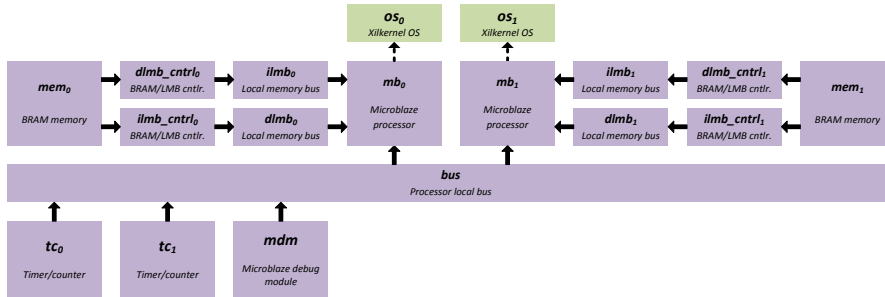 os0
Xilkernel OS
os1
Xilkernel OS
mem0
BRAM memory
dlmb_cntrl0
BRAM/LMB cntlr.
ilmb0
Local memory bus
ilmb_cntrl0
BRAM/LMB cntlr.
dlmb0
Local memory bus
mb0
Microblaze
processor
mb1
Microblaze
processor
ilmb1
Local memory bus
dlmb_cntrl1
BRAM/LMB cntlr.
dlmb1
Local memory bus
ilmb_cntrl1
BRAM/LMB cntlr.
mem1
BRAM memory
bus
Processor local bus
tc0
Timer/counter
tc1
Timer/counter
mdm
Microblaze debug
module